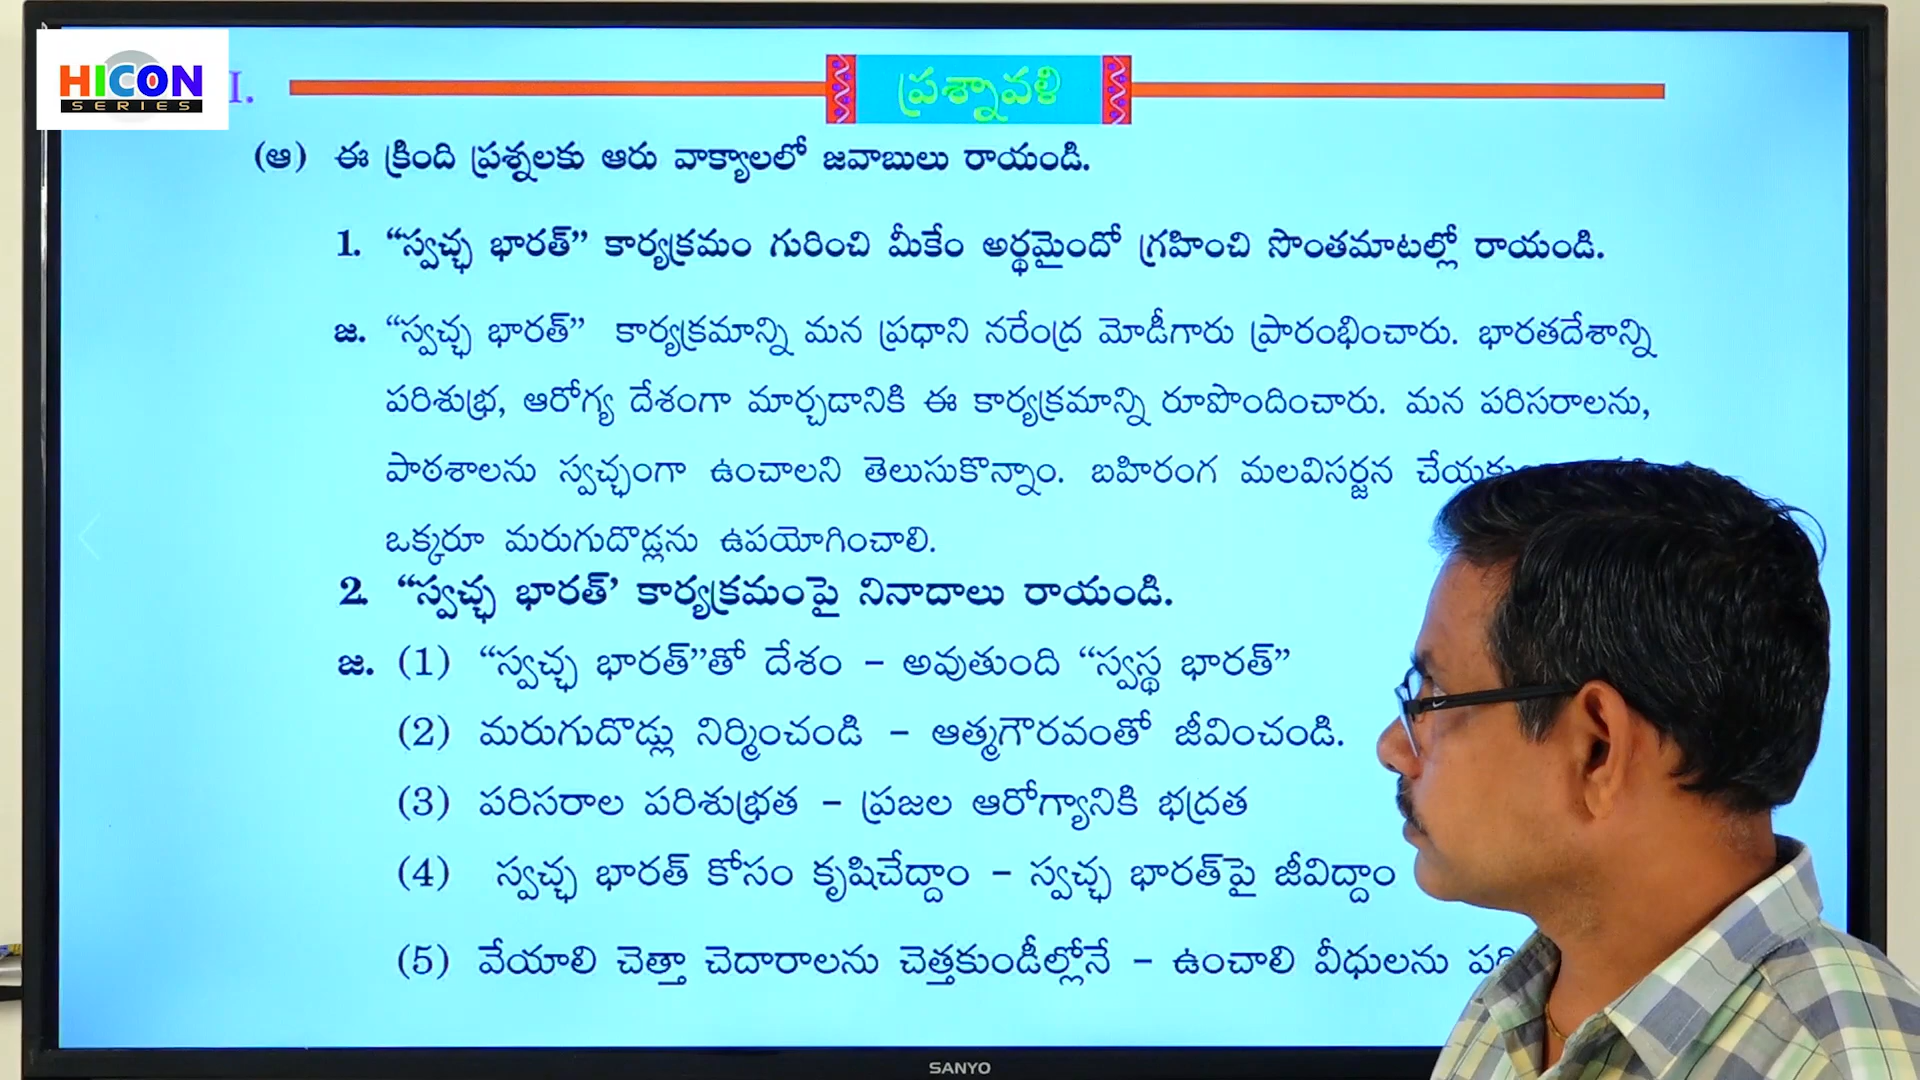 HICON
SERIES
I.
ప్రశ్నావళి
(ఆ) ఈ క్రింది ప్రశ్నలకు ఆరు వాక్యాలలో జవాబులు రాయండి.
1. “స్వచ్ఛ భారత్” కార్యక్రమం గురించి మీకేం అర్థమైందో గ్రహించి సొంతమాటల్లో రాయండి.
జ. “స్వచ్ఛ భారత్” కార్యక్రమాన్ని మన ప్రధాని నరేంద్ర మోడీగారు ప్రారంభించారు. భారతదేశాన్ని
పరిశుభ్ర, ఆరోగ్య దేశంగా మార్చడానికి ఈ కార్యక్రమాన్ని రూపొందించారు. మన పరిసరాలను,
పాఠశాలను స్వచ్ఛంగా ఉంచాలని తెలుసుకొన్నాం. బహిరంగ మలవిసర్జన
ఒక్కరూ మరుగుదొడ్లను ఉపయోగించాలి.
2. “స్వచ్ఛ భారత్’ కార్యక్రమంపై నినాదాలు రాయండి.
జ. (1) “స్వచ్ఛ భారత్”తో దేశం – అవుతుంది “స్వస్థ భారత్”
(2) మరుగుదొడ్లు నిర్మించండి – ఆత్మగౌరవంతో జీవించండి.
(3) పరిసరాల పరిశుభ్రత – ప్రజల ఆరోగ్యానికి భద్రత
(4) స్వచ్ఛ భారత్ కోసం కృషిచేద్దాం – స్వచ్ఛ భారత్‌పై జీవిద్దాం
(5) వేయాలి చెత్తా చెదారాలను చెత్తకుండీల్లోనే – ఉంచాలి వీధులను
SANYO